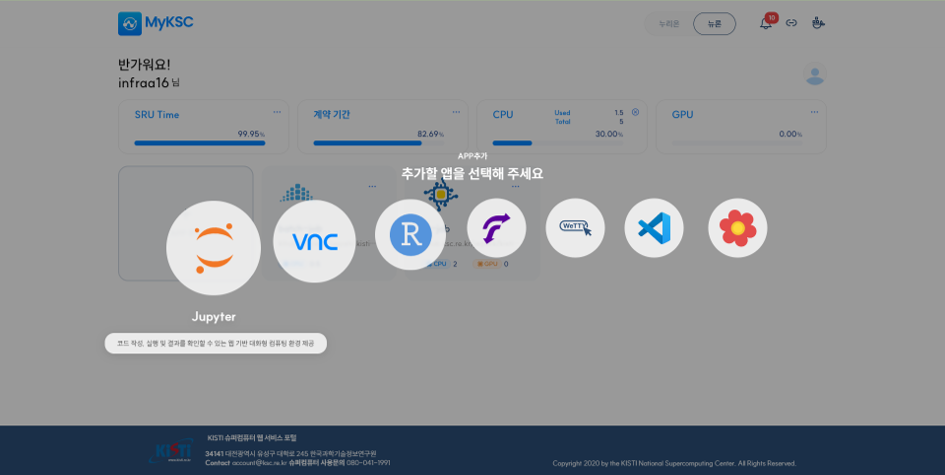 MyKSC
누리온
뉴론
10
반가워요!
infraa16 님
SRU Time
99.95%
계약 기간
82.69%
CPU
Used 1.5
Total 5
30.00%
GPU
0.00%
APP추가
추가할 앱을 선택해 주세요
vnc
R
WeTTY
CPU 2
GPU 0
Jupyter
코드 작성, 실행 및 결과를 확인할 수 있는 웹 기반 대화형 컴퓨팅 환경 제공
KISTI
KISTI 슈퍼컴퓨터 웹 서비스 포털
34141 대전광역시 유성구 대학로 245 한국과학기술정보연구원
Contact account@ksc.re.kr 슈퍼컴퓨터 사용문의 080-041-1991
Copyright 2020 by the KISTI National Supercomputing Center. All Rights Reserved.